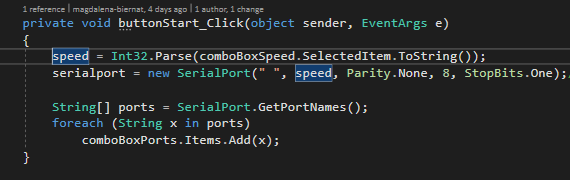 1 reference | magdalena-biernat, 4 days ago | 1 author, 1 change
private void buttonStart_Click(object sender, EventArgs e)
{
speed = Int32.Parse(comboBoxSpeed.SelectedItem.ToString());
serialport = new SerialPort(" ", speed, Parity.None, 8, StopBits.One);
String[] ports = SerialPort.GetPortNames();
foreach (String x in ports)
comboBoxPorts.Items.Add(x);
}